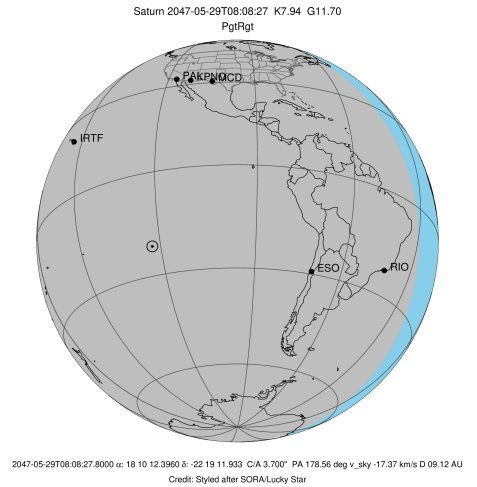 Saturn 2047-05-29T08:08:27 K7.94 G11.70
PgtRgt
PAL KPNO MCD
IRTF
ESO
RIO
2047-05-29T08:08:27.8000 α: 18 10 12.3960 δ: -22 19 11.933 C/A 3.700" PA 178.56 deg v_sky -17.37 km/s D 09.12 AU
Credit: Styled after SORA/Lucky Star